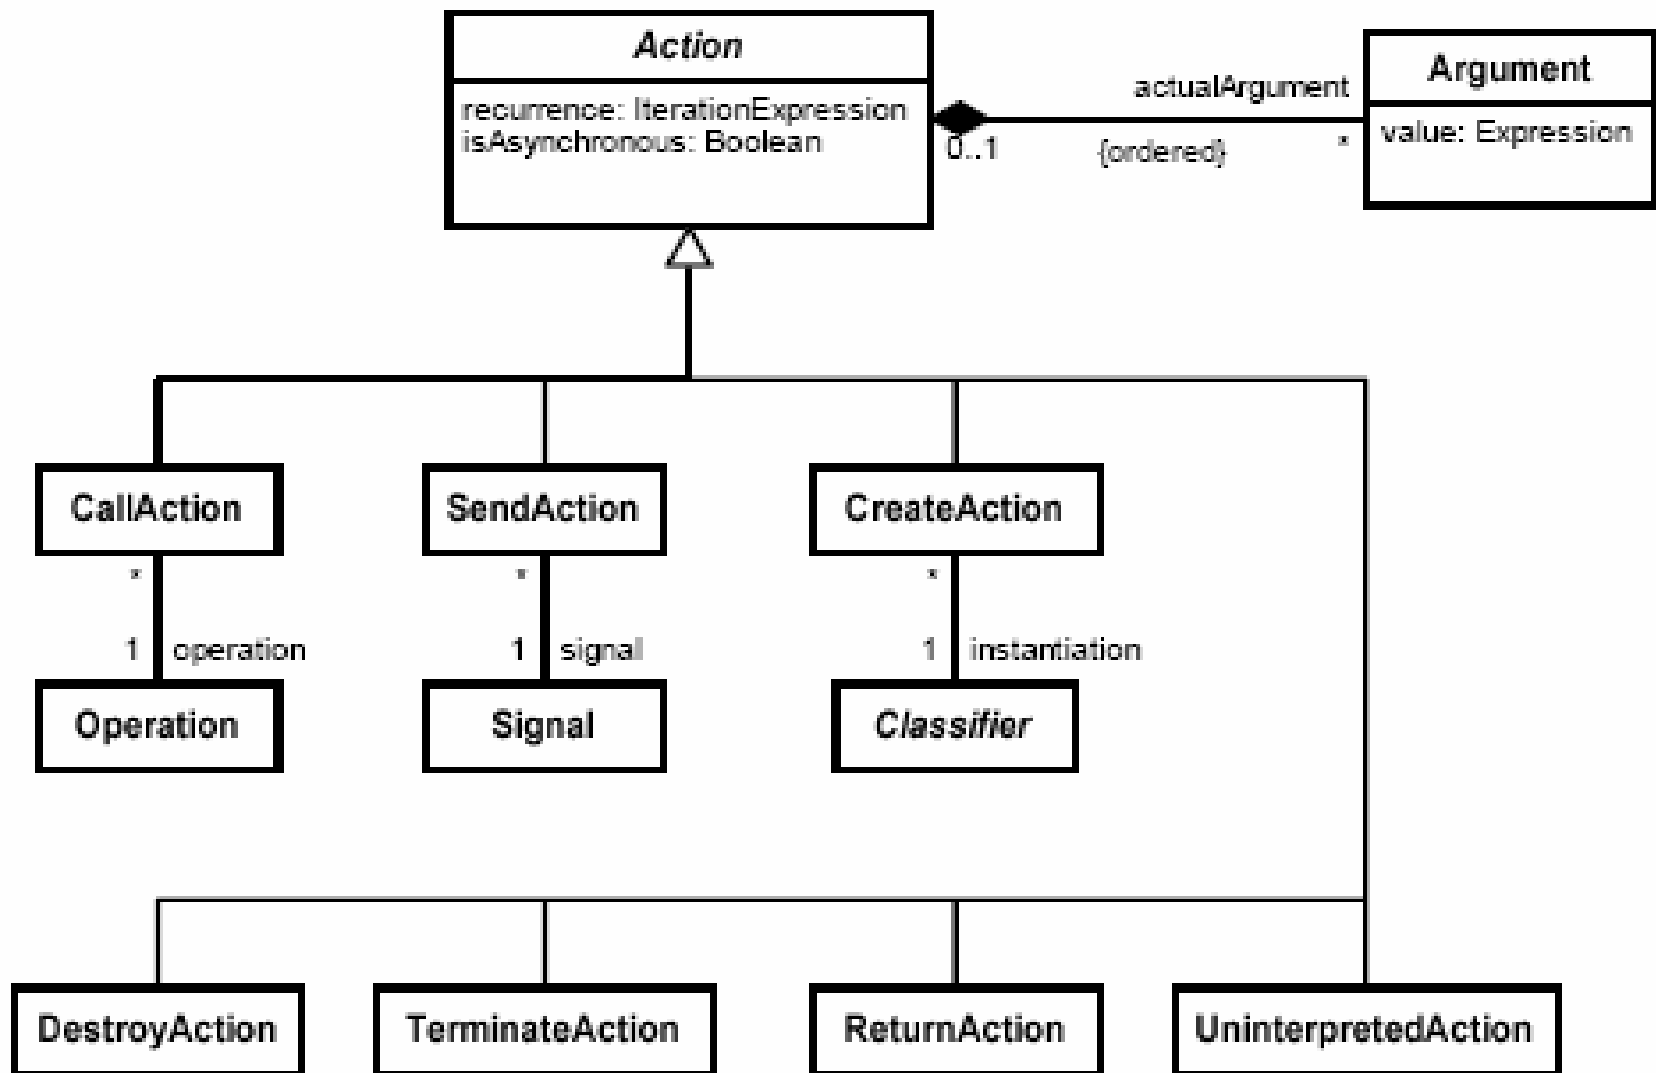 Action
recurrence: IterationExpression
isAsynchronous: Boolean
actualArgument
0..1
{ordered}
*
Argument
value: Expression
CallAction
SendAction
CreateAction
*
*
*
1 operation
1 signal
1 instantiation
Operation
Signal
Classifier
DestroyAction
TerminateAction
ReturnAction
UninterpretedAction